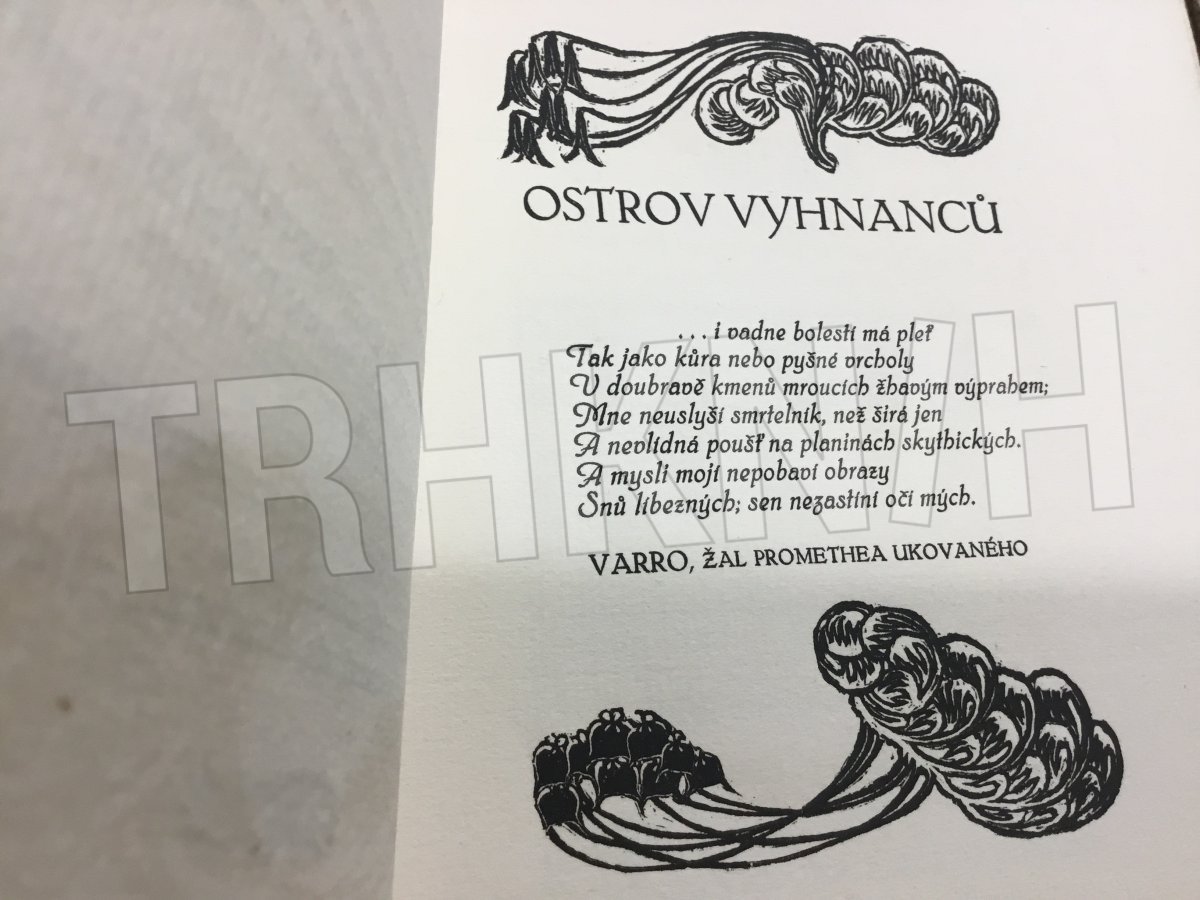 OSTROV VYHNANCŮ
... i vadne bolestí má pleť
Tak jako kůra nebo pyšné vrcholy
V doubravě kmenů mroucích žhavým výprahem;
Mne neuslyší smrtelník, než širá jen
A nevlídná poušť na planinách skythických.
A mysli mojí nepobaví obrazy
Snů líbezných; sen nezastíní očí mých.
VARRO, ŽAL PROMETHEA UKOVANÉHO
TRHKNIH